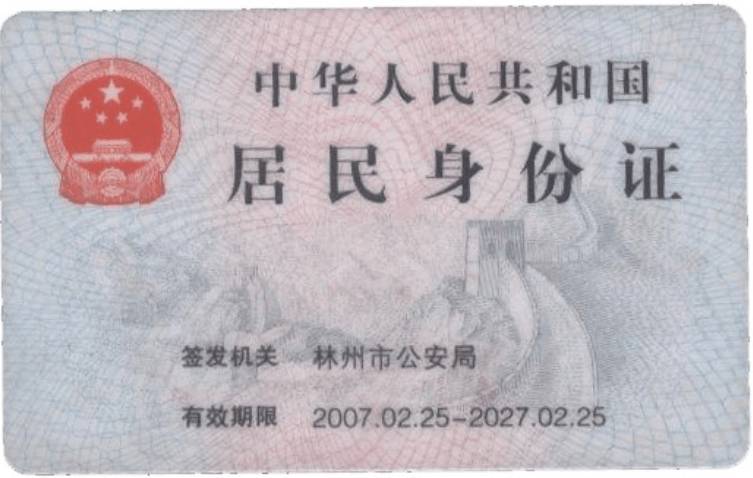 中华人民共和国
居民身份证
签发机关 林州市公安局
有效期限 2007.02.25-2027.02.25